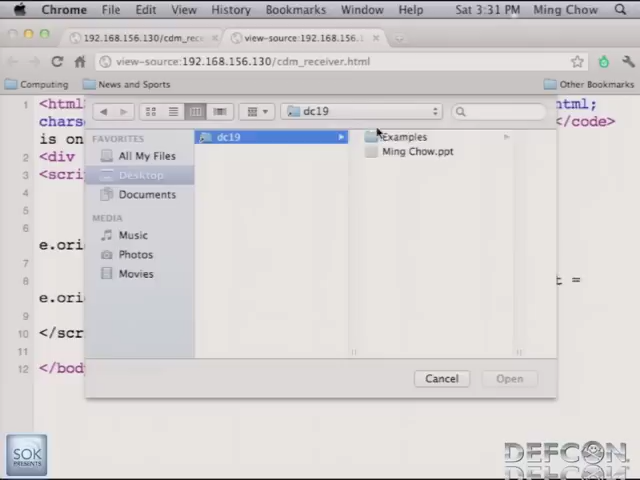 Chrome File Edit View History Bookmarks Window Help Sat 3:31 PM Ming Chow
192.168.156.130/cdm_rece
view-source:192.168.156.1
view-source:192.168.156.130/cdm_receiver.html
Computing News and Sports Other Bookmarks
dc19
1 <html
html;
chars
</code>
is on
2 <div
3 <scri
FAVORITES
All My Files
Desktop
Documents
MEDIA
Music
Photos
Movies
dc19
Examples
Ming Chow.ppt
4
5
6
e.ori
7
8
t =
e.ori
9
10 </scr
11
12 </bod
Cancel Open
SOK
PRESENTS
DEFCON